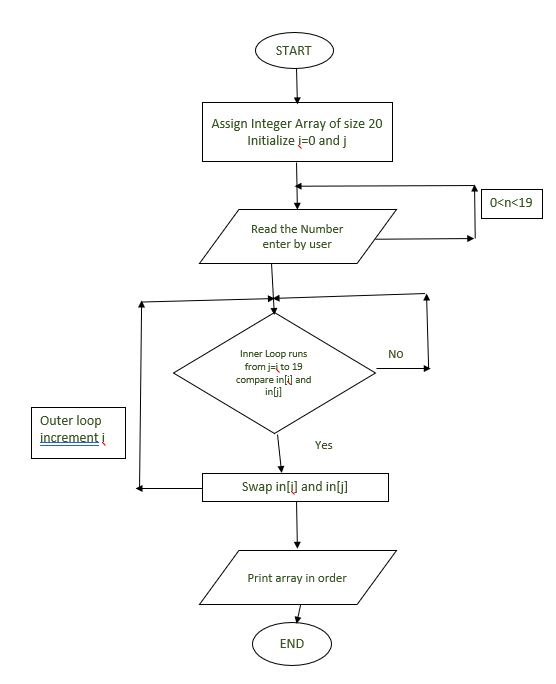 START
Assign Integer Array of size 20
Initialize i=0 and j
0<n<19
Read the Number
enter by user
Inner Loop runs
from j=i to 19
compare in[i] and
in[j]
No
Outer loop
increment i
Yes
Swap in[i] and in[j]
Print array in order
END